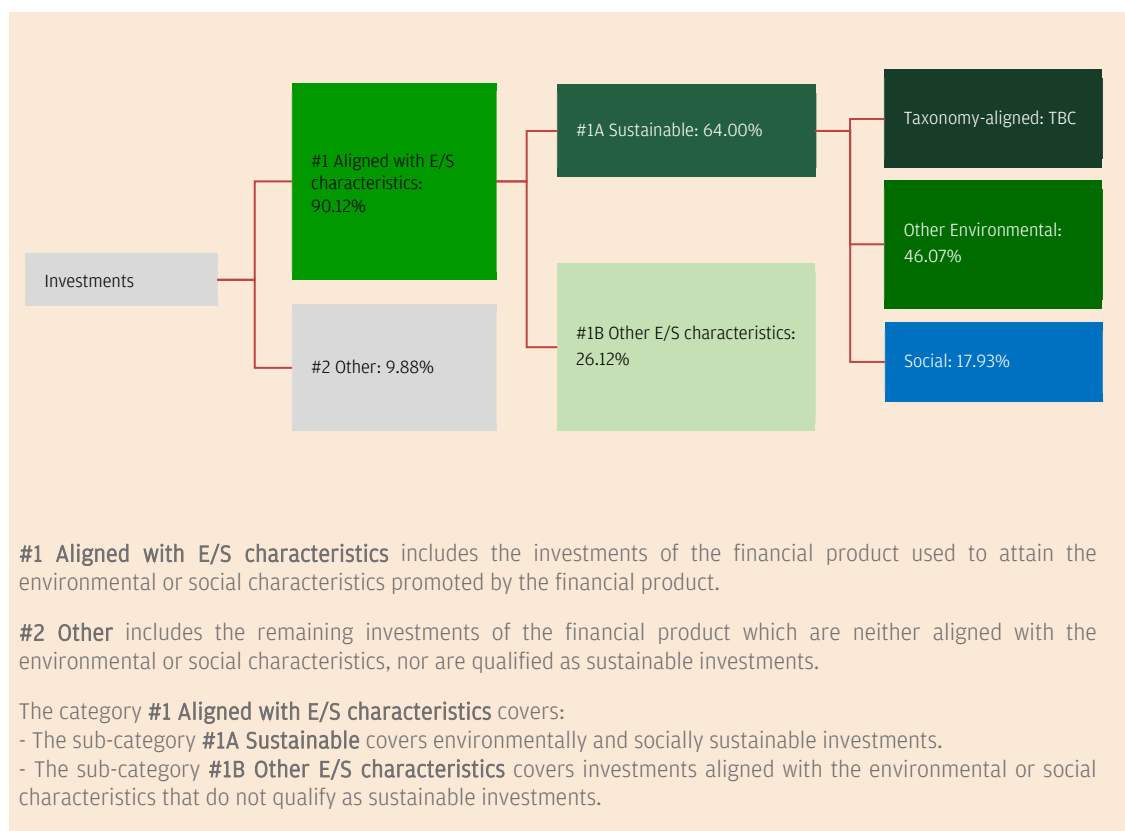 Investments
#1 Aligned with E/S
characteristics:
90.12%
#2 Other: 9.88%
#1A Sustainable: 64.00%
#1B Other E/S characteristics:
26.12%
Taxonomy-aligned: TBC
Other Environmental:
46.07%
Social: 17.93%
#1 Aligned with E/S characteristics includes the investments of the financial product used to attain the
environmental or social characteristics promoted by the financial product.
#2 Other includes the remaining investments of the financial product which are neither aligned with the
environmental or social characteristics, nor are qualified as sustainable investments.
The category #1 Aligned with E/S characteristics covers:
- The sub-category #1A Sustainable covers environmentally and socially sustainable investments.
- The sub-category #1B Other E/S characteristics covers investments aligned with the environmental or social
characteristics that do not qualify as sustainable investments.